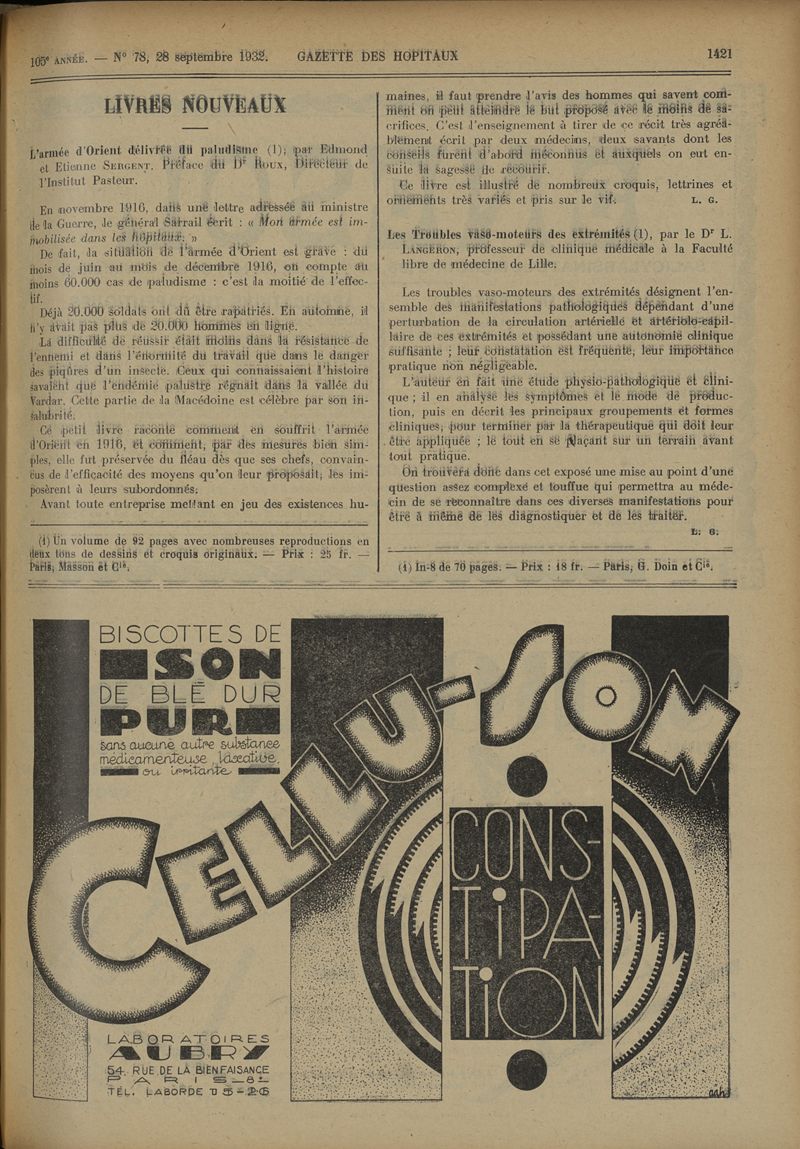 105e ANNÉE. — N° 78, 28 septembre 1932. GAZETTE DES HOPITAUX 1421
LIVRES NOUVEAUX
L'armée d'Orient délivrée du paludisme (1), par Edmond
et Etienne SERGENT. Préface du Dr ROUX, Directeur de
l'Institut Pasteur.
En novembre 1916, dans une lettre adressée au ministre
de la Guerre, le général Sarrail écrit : « Mon armée est im-
mobilisée dans les hôpitaux. »
De fait, la situation de l'armée d'Orient est grave : du
mois de juin au mois de décembre 1916, on compte au
moins 60.000 cas de paludisme : c'est la moitié de l'effec-
tif.
Déjà 20.000 soldats ont dû être rapatriés. En automne, il
n'y avait pas plus de 20.000 hommes en ligne.
La difficulté de réussir était moins dans la résistance de
l'ennemi et dans l'énormité du travail que dans le danger
des piqûres d'un insecte. Ceux qui connaissaient l'histoire
savaient que l'endémie palustre régnait dans la vallée du
Vardar. Cette partie de la Macédoine est célèbre par son in-
salubrité.
Ce petit livre raconte comment en souffrit l'armée
d'Orient en 1916, et comment, par des mesures bien sim-
ples, elle fut préservée du fléau dès que ses chefs, convain-
cus de l'efficacité des moyens qu'on leur proposait, les im-
posèrent à leurs subordonnés.
Avant toute entreprise mettant en jeu des existences hu-
(1) Un volume de 92 pages avec nombreuses reproductions en
deux tons de dessins et croquis originaux. — Prix : 25 fr. —
Paris, Masson et Cie.
maines, il faut prendre l'avis des hommes qui savent com-
ment on peut atteindre le but proposé avec le moins de sa-
crifices. C'est l'enseignement à tirer de ce récit très agréa-
blement écrit par deux médecins, deux savants dont les
conseils furent d'abord méconnus et auxquels on eut en-
suite la sagesse de recourir.
Ce livre est illustré de nombreux croquis, lettrines et
ornements très variés et pris sur le vif. L. G.
Les Troubles vaso-moteurs des extrémités (1), par le Dr L.
LANGERON, professeur de clinique médicale à la Faculté
libre de médecine de Lille.
Les troubles vaso-moteurs des extrémités désignent l'en-
semble des manifestations pathologiques dépendant d'une
perturbation de la circulation artérielle et artériolo-capil-
laire de ces extrémités et possédant une autonomie clinique
suffisante ; leur constatation est fréquente, leur importance
pratique non négligeable.
L'auteur en fait une étude physio-pathologique et clini-
que ; il en analyse les symptômes et le mode de produc-
tion, puis en décrit les principaux groupements et formes
cliniques, pour terminer par la thérapeutique qui doit leur
être appliquée ; le tout en se plaçant sur un terrain avant
tout pratique.
On trouvera donc dans cet exposé une mise au point d'une
question assez complexe et touffue qui permettra au méde-
cin de se reconnaître dans ces diverses manifestations pour
être à même de les diagnostiquer et de les traiter.
L. G.
(1) In-8 de 76 pages. — Prix : 18 fr. — Paris, G. Doin et Cie.
BISCOTTES DE
SON
DE BLÉ DUR
PUR
sans aucune autre substance
médicamenteuse, laxative,
ou irritante
CELLU-SON
CONS-
TIPA-
TION
LABORATOIRES
AUBRY
54, RUE DE LA BIENFAISANCE
PARIS-8E
TÉL. LABORDE 15-26